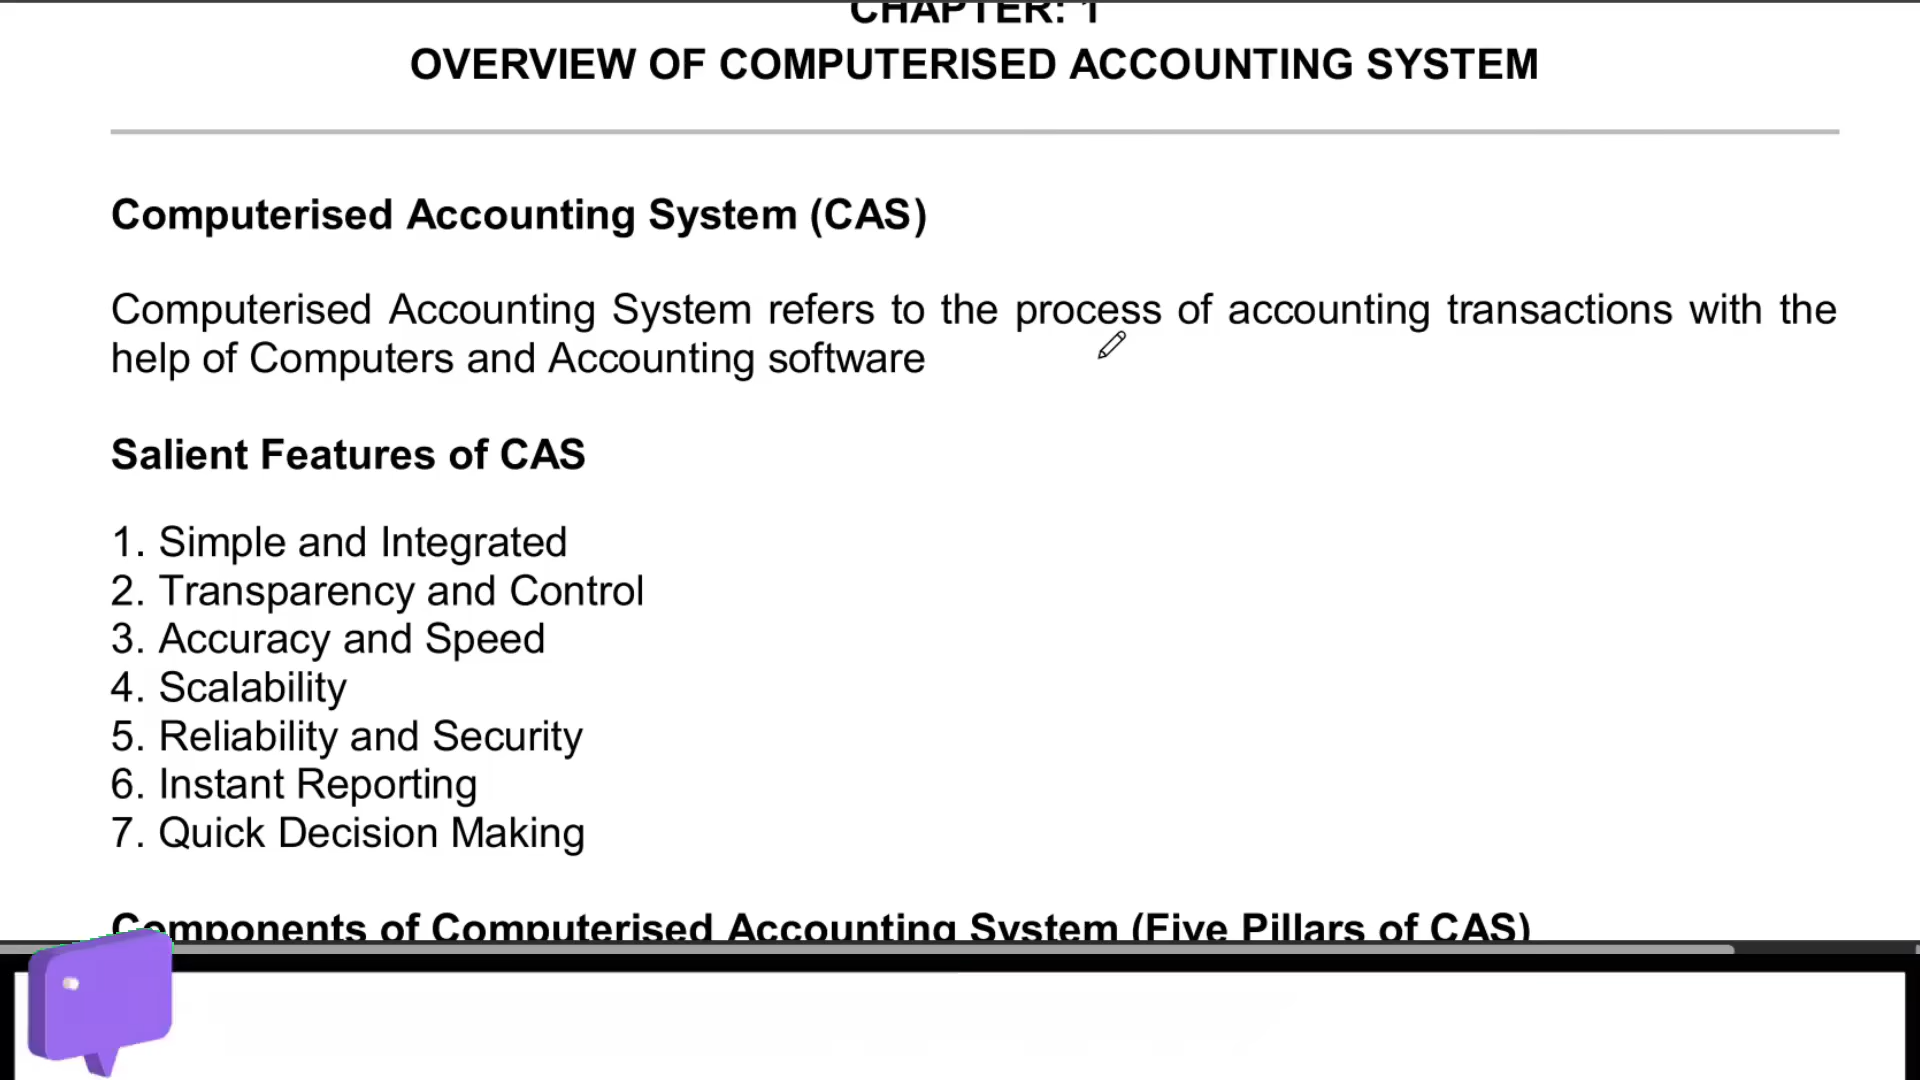 CHAPTER: 1
OVERVIEW OF COMPUTERISED ACCOUNTING SYSTEM
Computerised Accounting System (CAS)
Computerised Accounting System refers to the process of accounting transactions with the
help of Computers and Accounting software
Salient Features of CAS
1. Simple and Integrated
2. Transparency and Control
3. Accuracy and Speed
4. Scalability
5. Reliability and Security
6. Instant Reporting
7. Quick Decision Making
Components of Computerised Accounting System (Five Pillars of CAS)